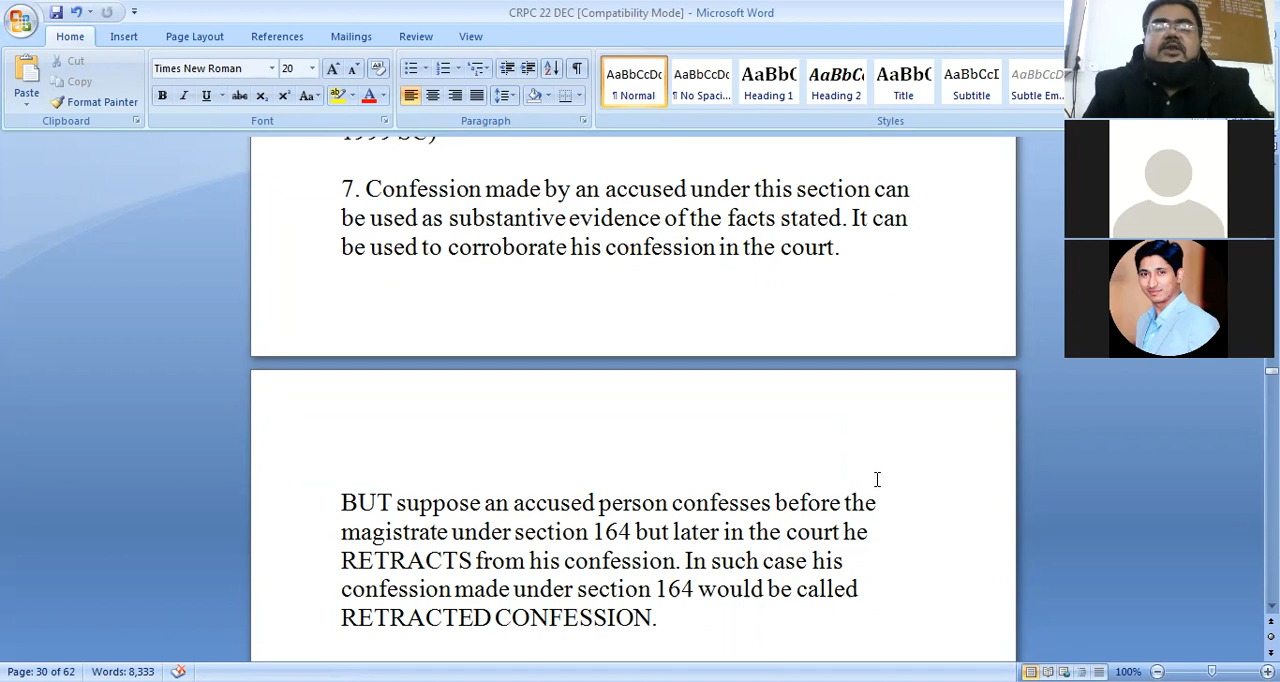 CRPC 22 DEC [Compatibility Mode] - Microsoft Word
Home Insert Page Layout References Mailings Review View
Paste
Cut
Copy
Format Painter
Clipboard
Times New Roman 20
Font
Paragraph
AaBbCcDc AaBbCcDc AaBbC AaBbCc AaBbC AaBbCcI AaBbCcDc
¶ Normal ¶ No Spaci... Heading 1 Heading 2 Title Subtitle Subtle Em...
Styles
1999 SC)
7. Confession made by an accused under this section can
be used as substantive evidence of the facts stated. It can
be used to corroborate his confession in the court.
BUT suppose an accused person confesses before the
magistrate under section 164 but later in the court he
RETRACTS from his confession. In such case his
confession made under section 164 would be called
RETRACTED CONFESSION.
Page: 30 of 62 Words: 8,333 100%